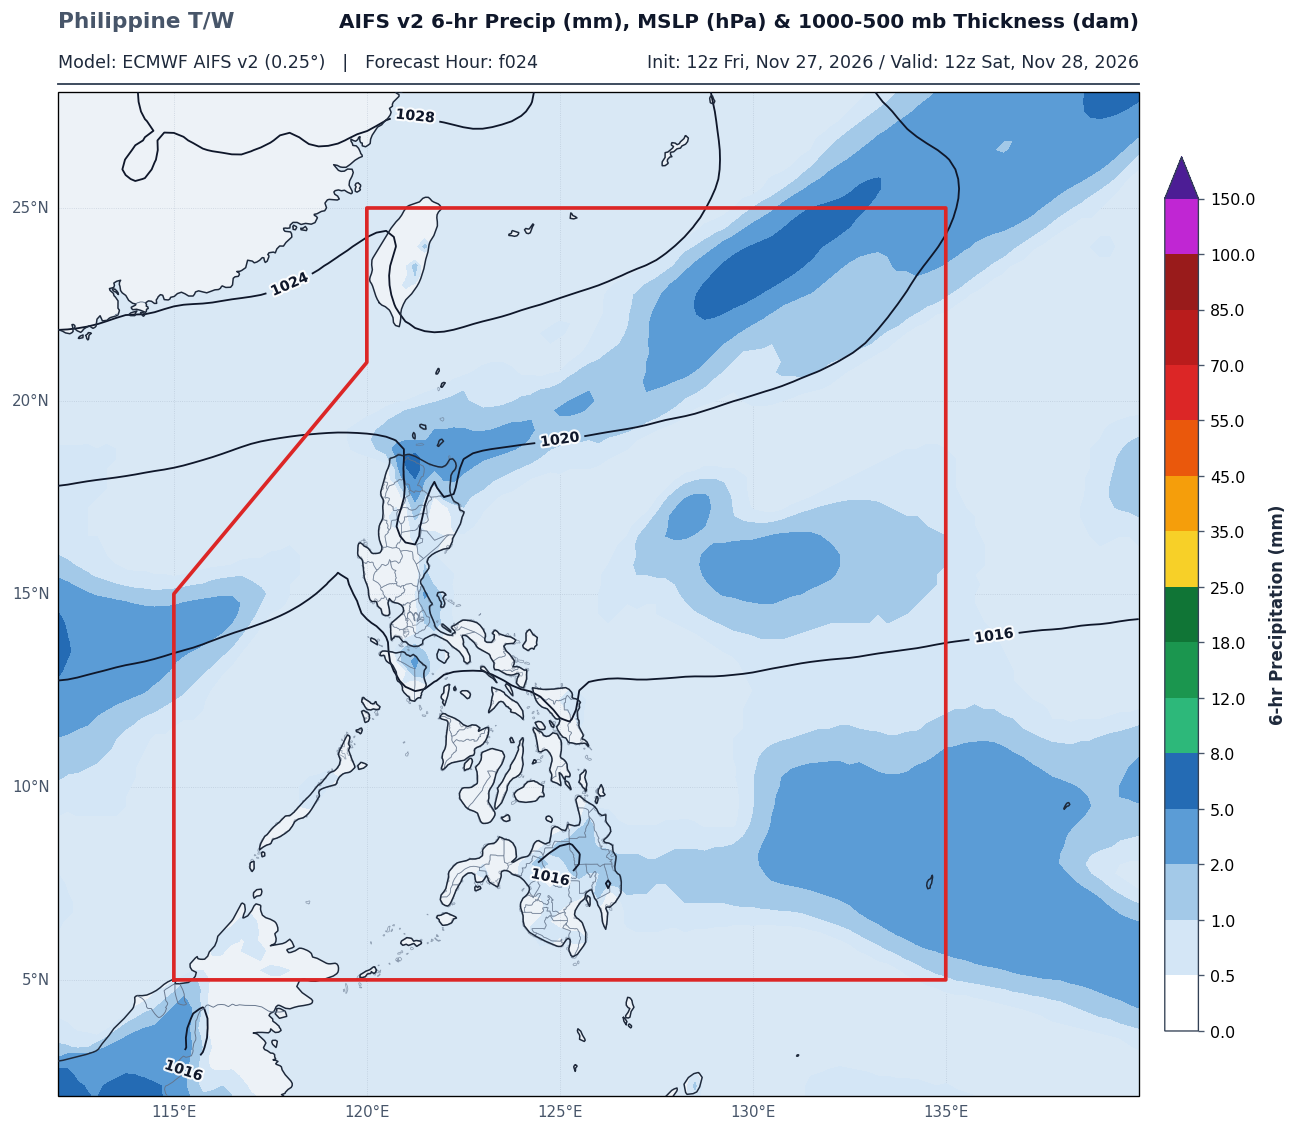 Philippine T/W
AIFS v2 6-hr Precip (mm), MSLP (hPa) & 1000-500 mb Thickness (dam)
Model: ECMWF AIFS v2 (0.25°) | Forecast Hour: f024
Init: 12z Fri, Nov 27, 2026 / Valid: 12z Sat, Nov 28, 2026
1028
25°N
1024
20°N
1020
15°N
1016
10°N
1016
5°N
1016
115°E
120°E
125°E
130°E
135°E
150.0
100.0
85.0
70.0
55.0
45.0
35.0
25.0
18.0
12.0
8.0
5.0
2.0
1.0
0.5
0.0
6-hr Precipitation (mm)